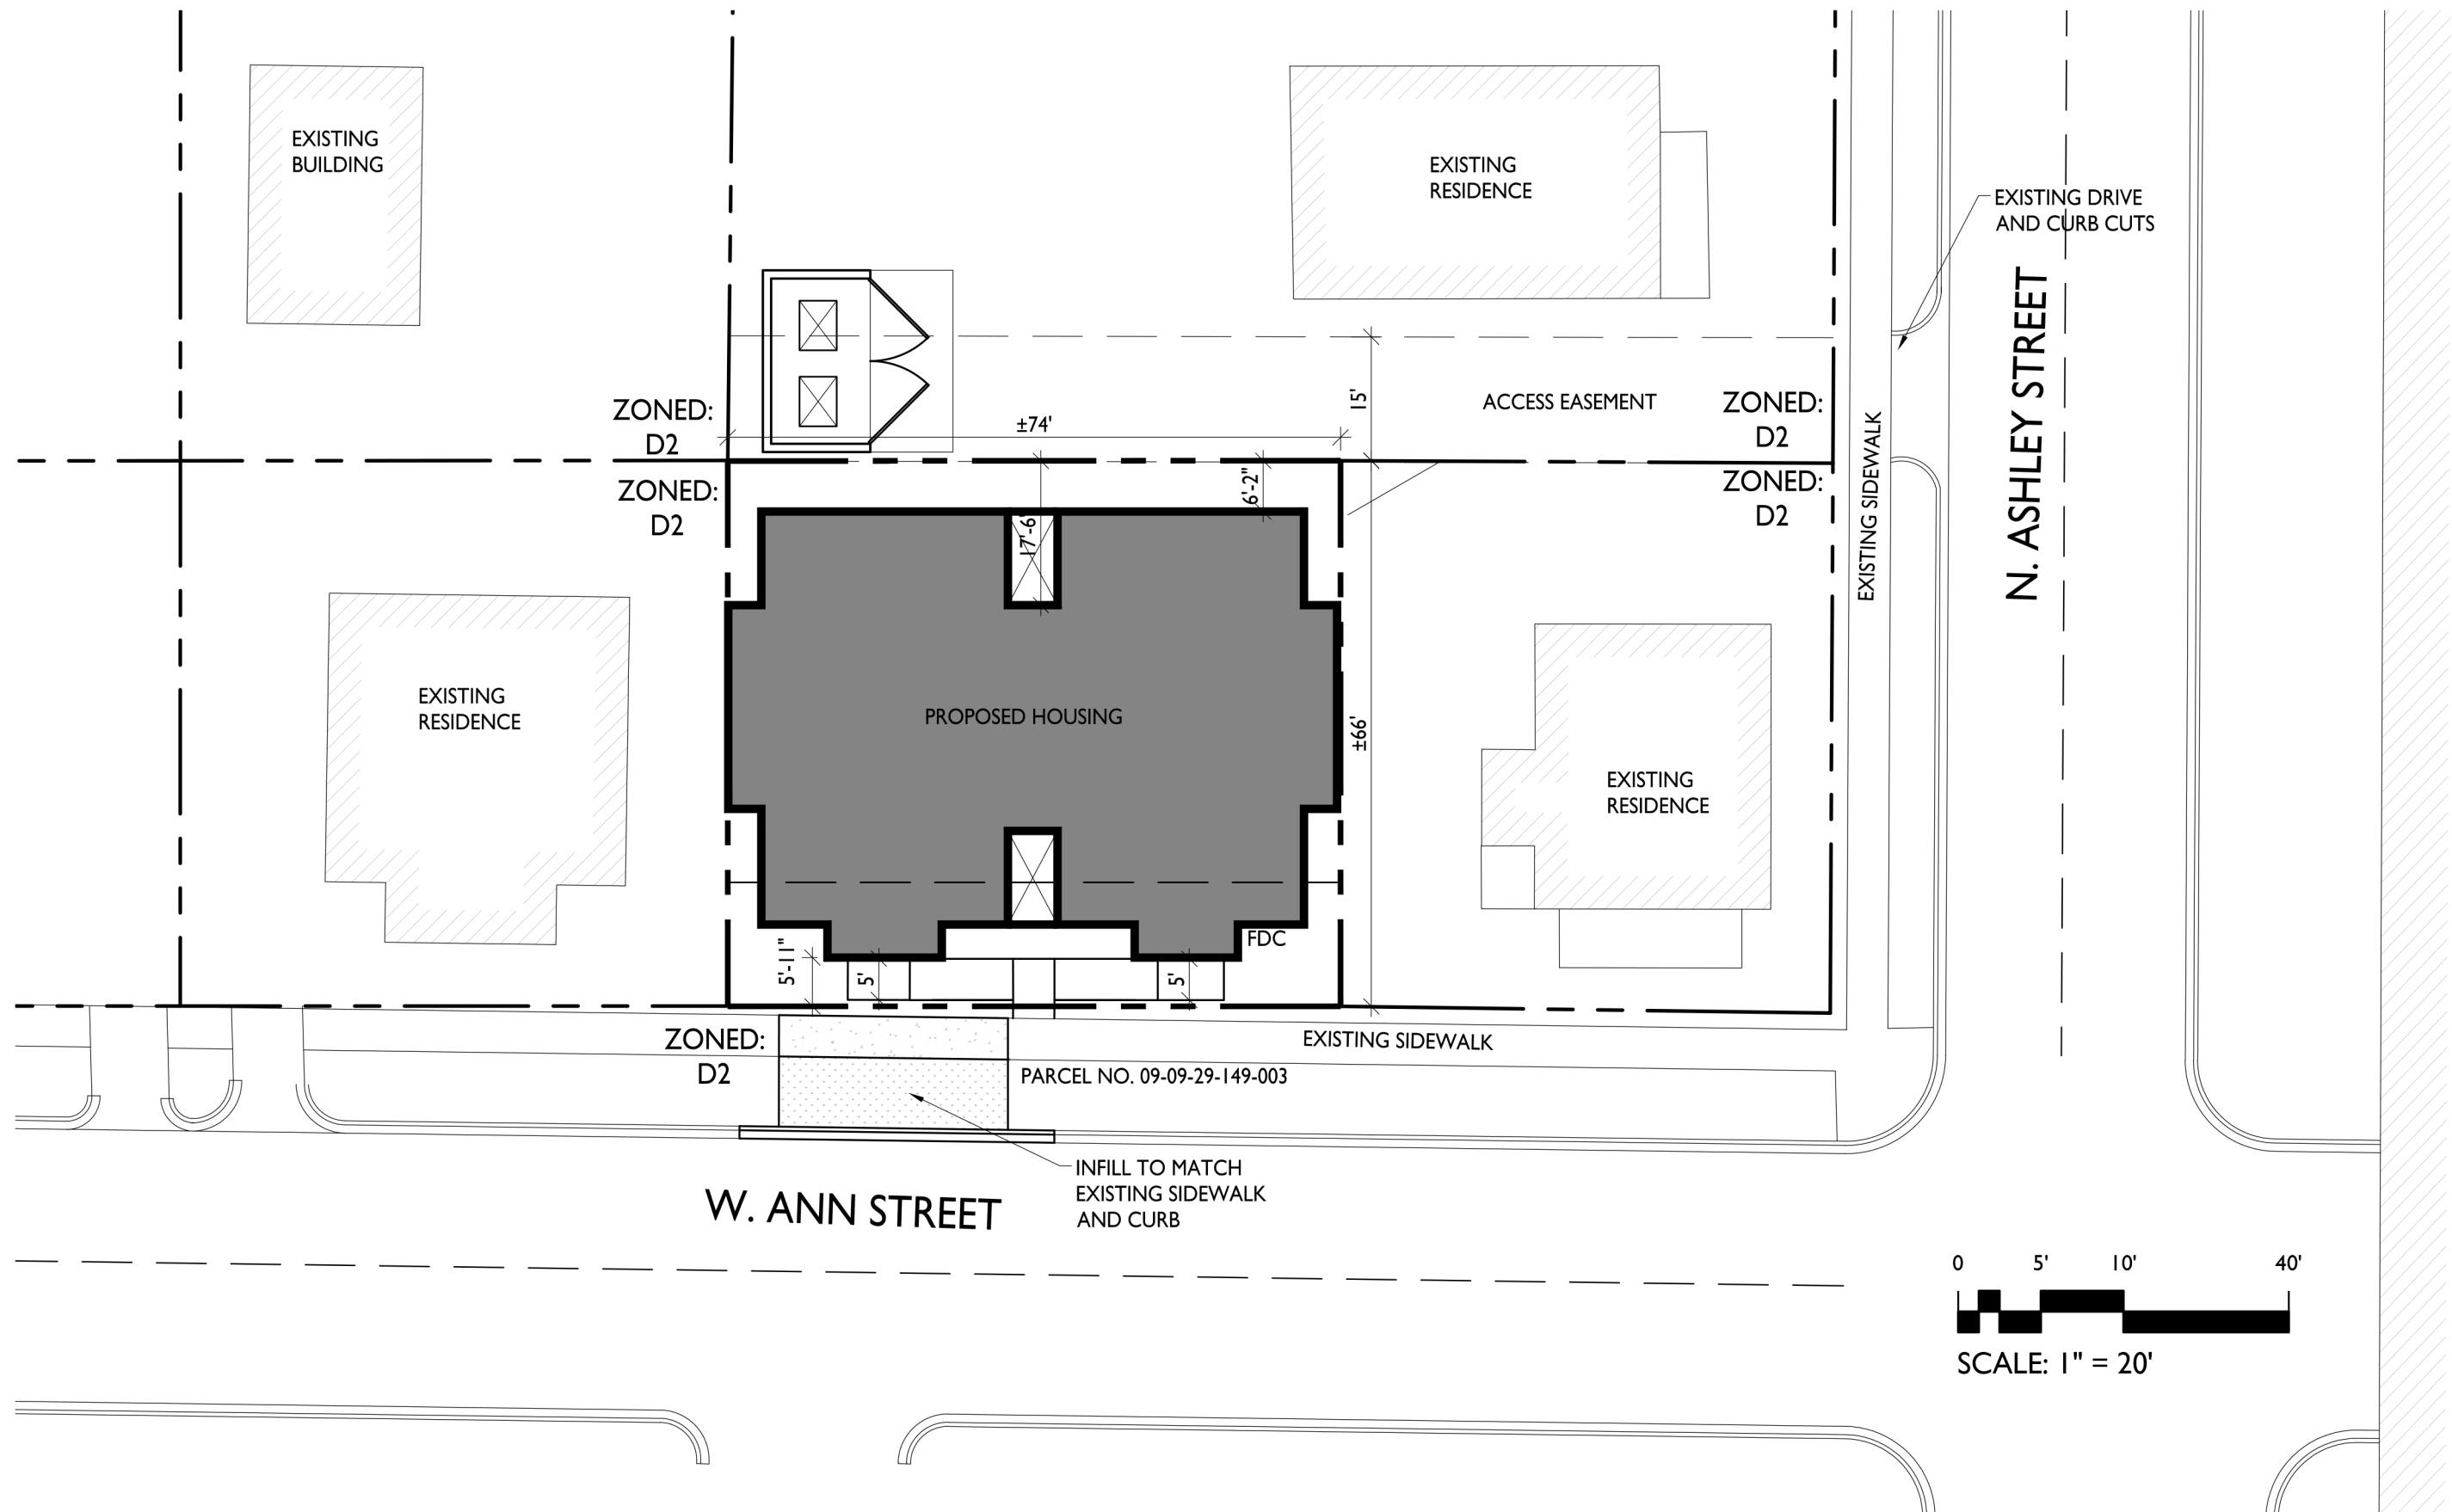 EXISTING
BUILDING
EXISTING
RESIDENCE
EXISTING DRIVE
AND CURB CUTS
N. ASHLEY STREET
EXISTING SIDEWALK
ZONED:
D2
±74'
15'
ACCESS EASEMENT
ZONED:
D2
ZONED:
D2
ZONED:
D2
17'-6"
6'-2"
EXISTING
RESIDENCE
PROPOSED HOUSING
±66'
EXISTING
RESIDENCE
FDC
5'-11"
5'
5'
ZONED:
D2
EXISTING SIDEWALK
PARCEL NO. 09-09-29-149-003
INFILL TO MATCH
EXISTING SIDEWALK
AND CURB
W. ANN STREET
0 5' 10' 40'
SCALE: 1" = 20'